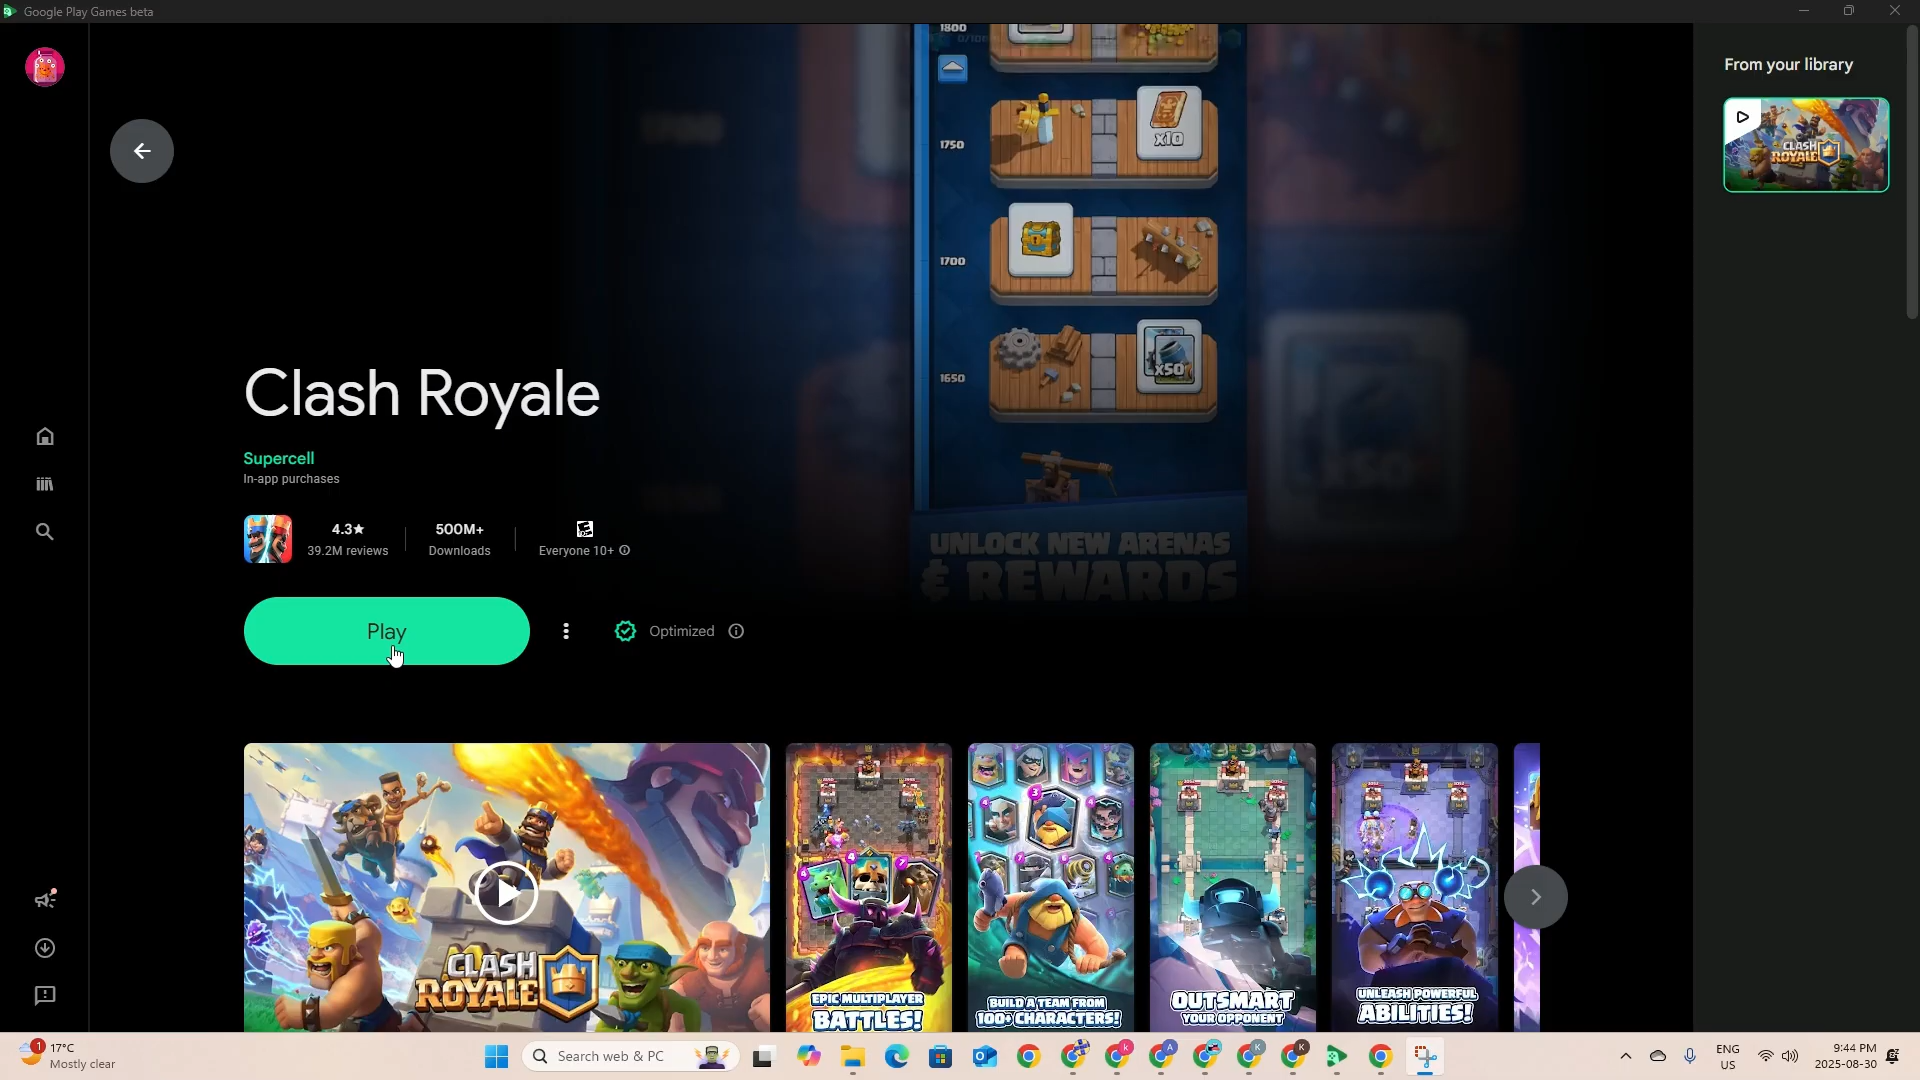 Google Play Games beta
From your library
CLASH
ROYALE
1800
1750
x10
1700
1650
x50
UNLOCK NEW ARENAS
& REWARDS
Clash Royale
Supercell
In-app purchases
4.3★
39.2M reviews
500M+
Downloads
Everyone 10+
Play
Optimized
CLASH
ROYALE
EPIC MULTIPLAYER
BATTLES!
BUILD A TEAM FROM
100+ CHARACTERS!
OUTSMART
YOUR OPPONENT
UNLEASH POWERFUL
ABILITIES!
1
17°C
Mostly clear
Search web & PC
k
A
K
K
ENG
US
9:44 PM
2025-08-30